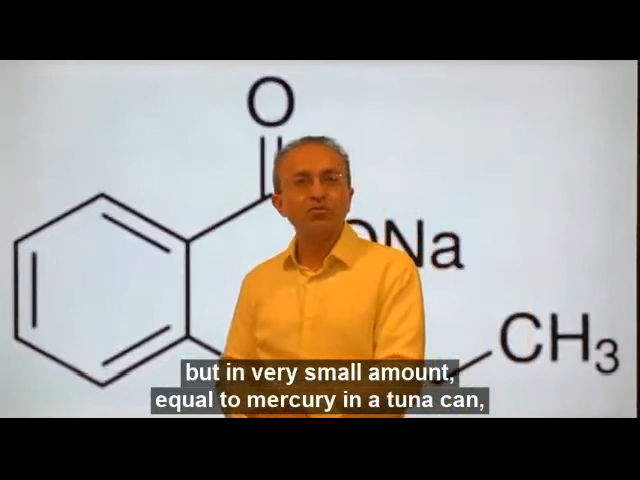 O
ONa
CH3
but in very small amount,
equal to mercury in a tuna can,